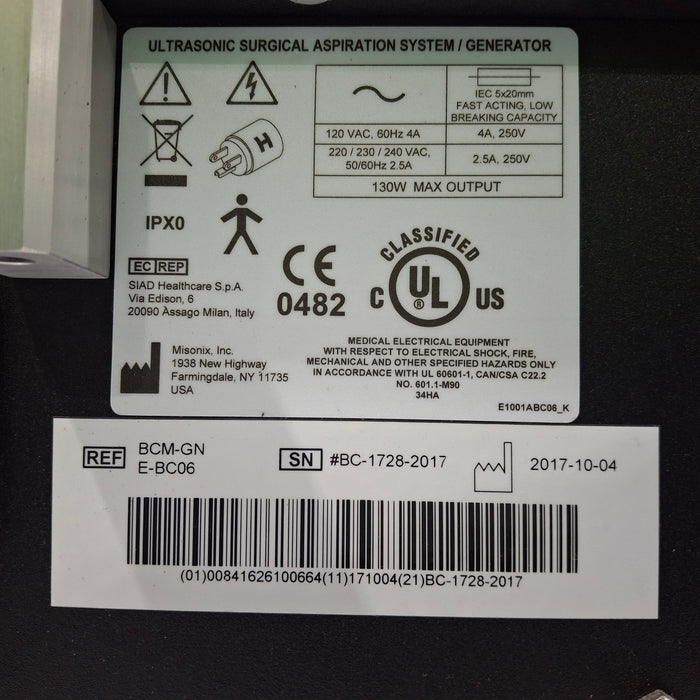 ULTRASONIC SURGICAL ASPIRATION SYSTEM / GENERATOR
IEC 5x20mm
FAST ACTING, LOW
BREAKING CAPACITY
120 VAC, 60Hz 4A
4A, 250V
220 / 230 / 240 VAC,
50/60Hz 2.5A
2.5A, 250V
130W MAX OUTPUT
H
IPX0
EC REP
SIAD Healthcare S.p.A.
Via Edison, 6
20090 Assago Milan, Italy
CE
0482
CLASSIFIED
C UL US
®
Misonix, Inc.
1938 New Highway
Farmingdale, NY 11735
USA
MEDICAL ELECTRICAL EQUIPMENT
WITH RESPECT TO ELECTRICAL SHOCK, FIRE,
MECHANICAL AND OTHER SPECIFIED HAZARDS ONLY
IN ACCORDANCE WITH UL 60601-1, CAN/CSA C22.2
NO. 601.1-M90
34HA
E1001ABC06_K
REF BCM-GN
E-BC06
SN #BC-1728-2017
2017-10-04
(01)00841626100664(11)171004(21)BC-1728-2017